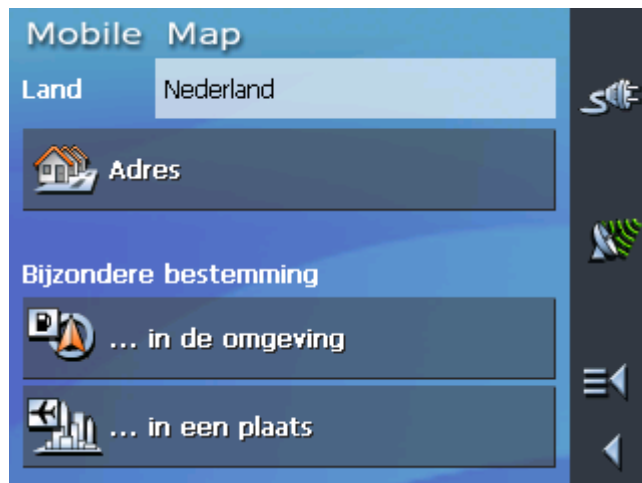 Mobile Map
Land Nederland
Adres
Bijzondere bestemming
... in de omgeving
... in een plaats